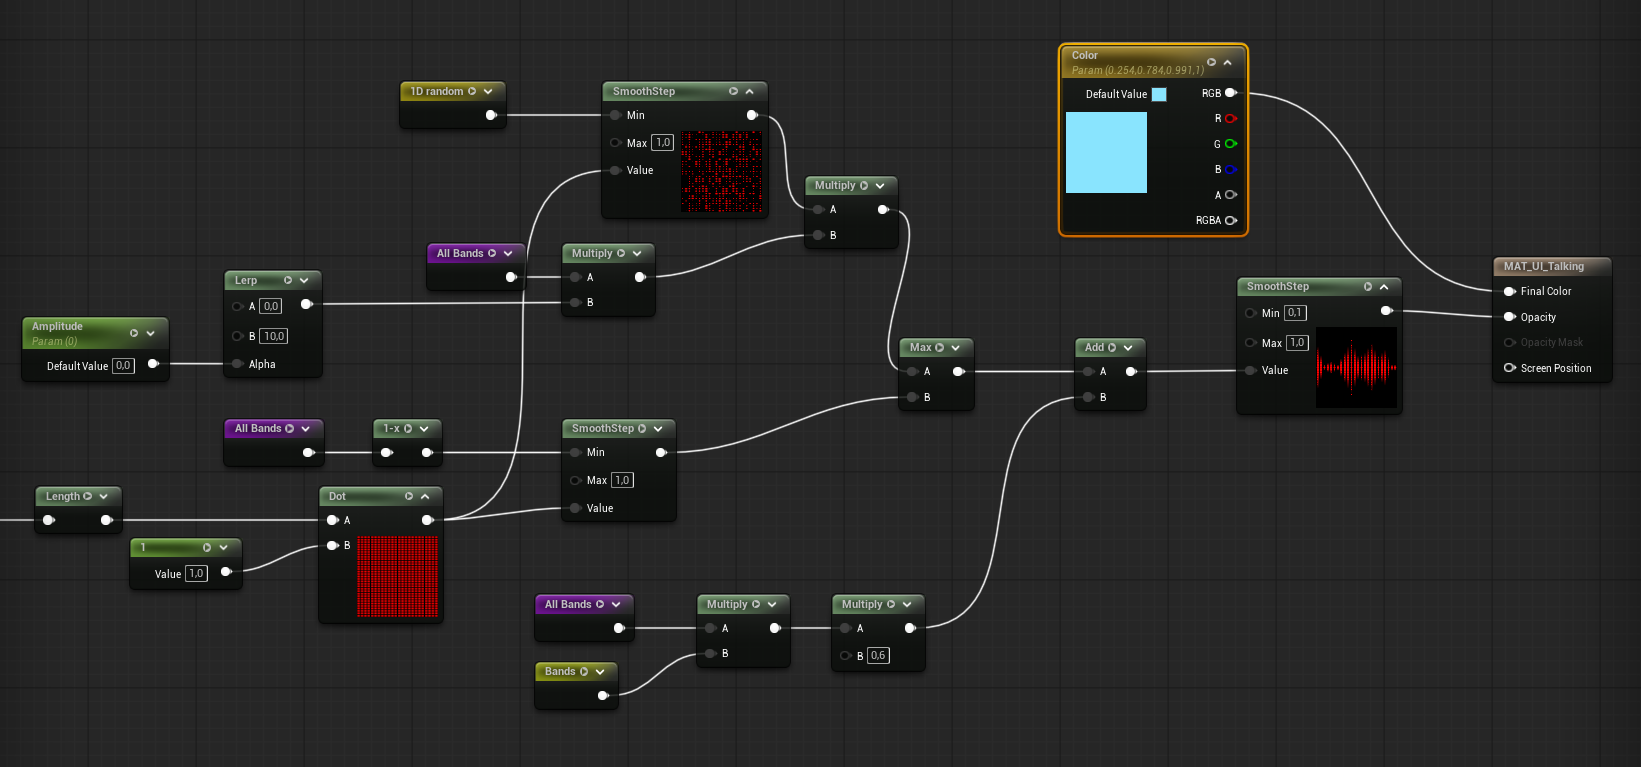 Color
Param (0.254,0.784,0.991,1)
Default Value
RGB
R
G
B
A
RGBA
1D random
SmoothStep
Min
Max 1,0
Value
Multiply
A
B
All Bands
Multiply
A
B
Lerp
A 0,0
B 10,0
Alpha
Amplitude
Param (0)
Default Value 0,0
MAT_UI_Talking
Final Color
Opacity
Opacity Mask
Screen Position
SmoothStep
Min 0,1
Max 1,0
Value
Max
A
B
Add
A
B
All Bands
1-x
SmoothStep
Min
Max 1,0
Value
Length
Dot
A
B
1
Value 1,0
All Bands
Multiply
A
B
Multiply
A
B 0,6
Bands